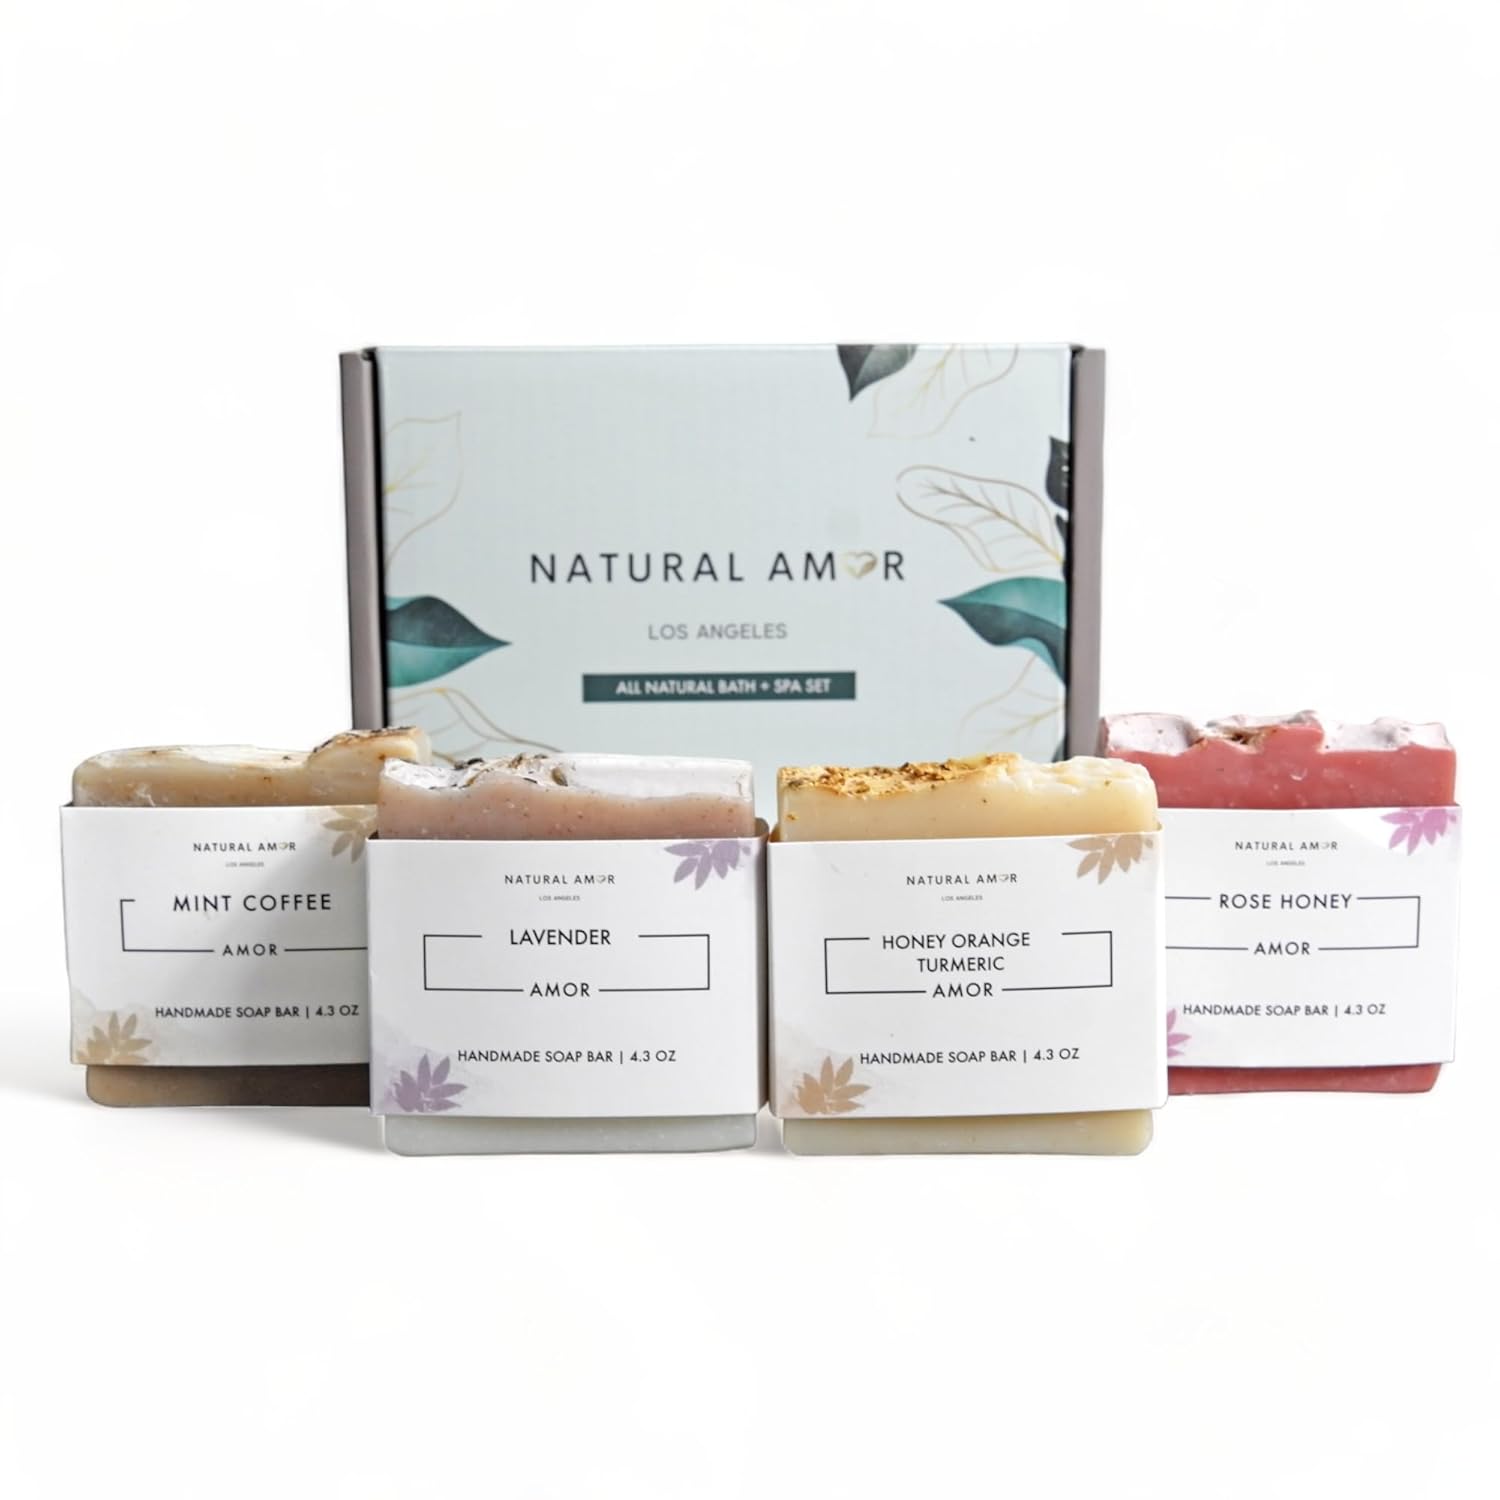 NATURAL AMOR
LOS ANGELES
ALL NATURAL BATH + SPA SET
NATURAL AMOR
LOS ANGELES
MINT COFFEE
AMOR
HANDMADE SOAP BAR | 4.3 OZ
NATURAL AMOR
LOS ANGELES
LAVENDER
AMOR
HANDMADE SOAP BAR | 4.3 OZ
NATURAL AMOR
LOS ANGELES
HONEY ORANGE
TURMERIC
AMOR
HANDMADE SOAP BAR | 4.3 OZ
NATURAL AMOR
LOS ANGELES
ROSE HONEY
AMOR
HANDMADE SOAP BAR | 4.3 OZ